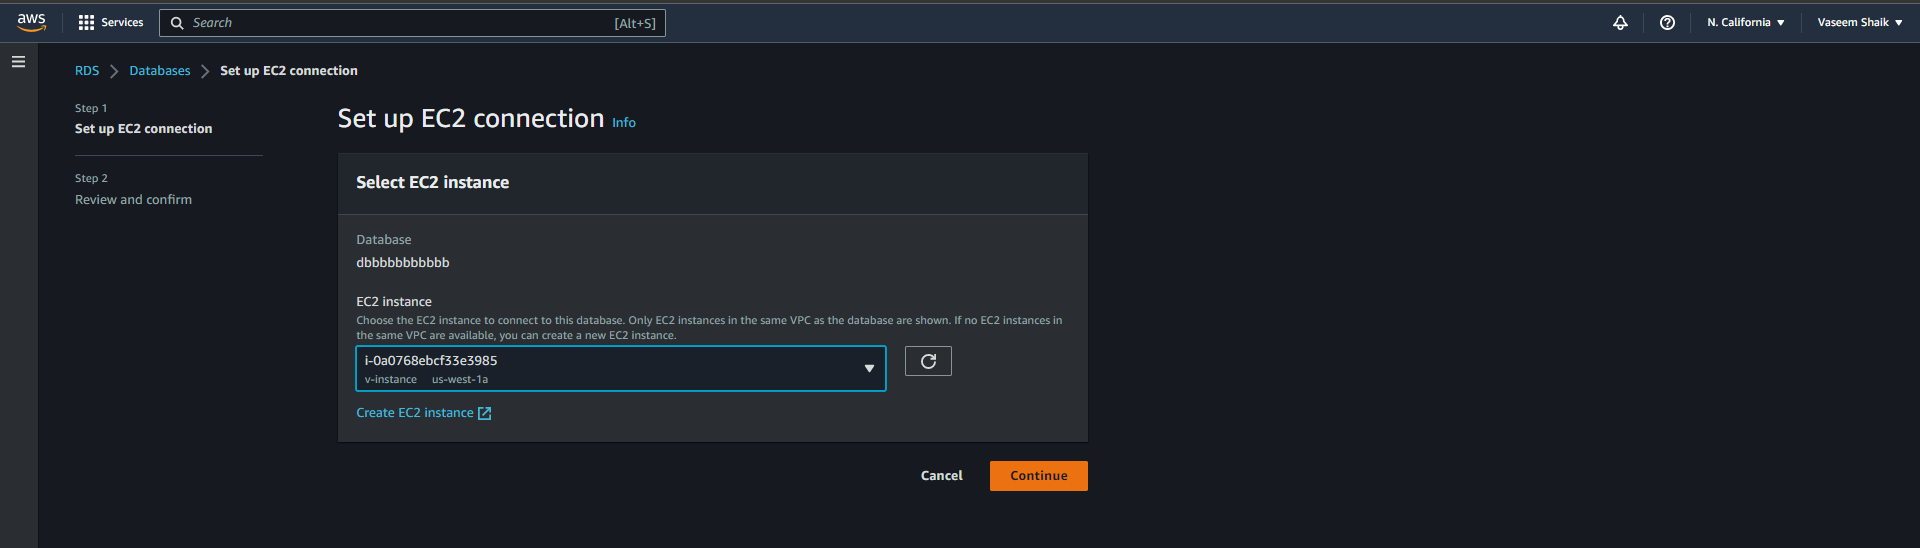 aws Services Search [Alt+S] N. California Vaseem Shaik
RDS Databases Set up EC2 connection
Step 1
Set up EC2 connection
Step 2
Review and confirm
Set up EC2 connection Info
Select EC2 instance
Database
dbbbbbbbbbbb
EC2 instance
Choose the EC2 instance to connect to this database. Only EC2 instances in the same VPC as the database are shown. If no EC2 instances in
the same VPC are available, you can create a new EC2 instance.
i-0a0768ebcf33e3985
v-instance us-west-1a
Create EC2 instance
Cancel Continue